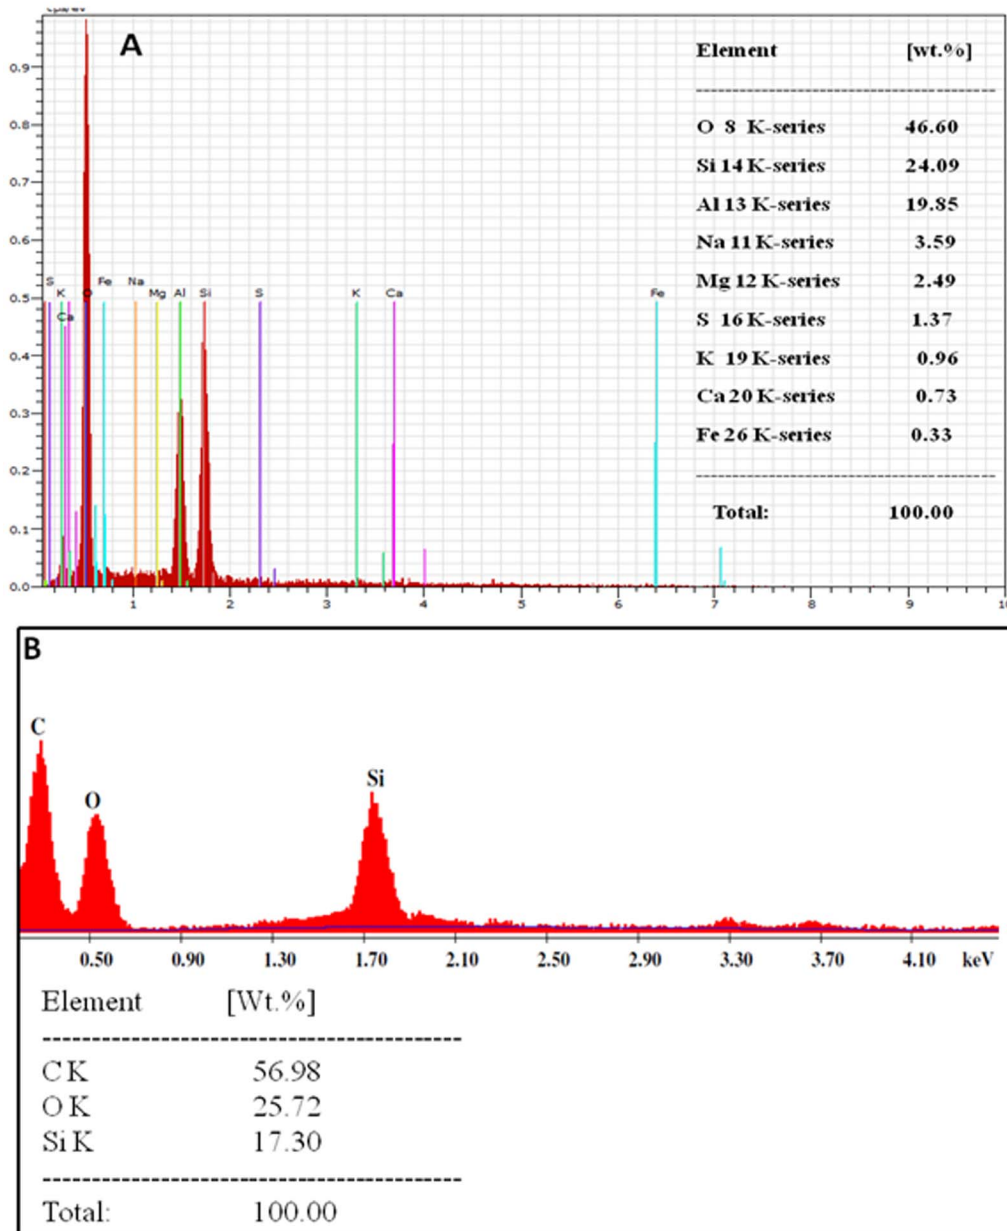 cps/eV
A
Element [wt.%]
O 8 K-series 46.60
Si 14 K-series 24.09
Al 13 K-series 19.85
Na 11 K-series 3.59
Mg 12 K-series 2.49
S 16 K-series 1.37
K 19 K-series 0.96
Ca 20 K-series 0.73
Fe 26 K-series 0.33
Total: 100.00
0.9
0.8
0.7
0.6
0.5
0.4
0.3
0.2
0.1
0.0
S K Ca O Fe Na Mg Al Si S K Ca Fe
1 2 3 4 5 6 7 8 9 10
B
C
O
Si
0.50 0.90 1.30 1.70 2.10 2.50 2.90 3.30 3.70 4.10 keV
Element [Wt.%]
C K 56.98
O K 25.72
Si K 17.30
Total: 100.00